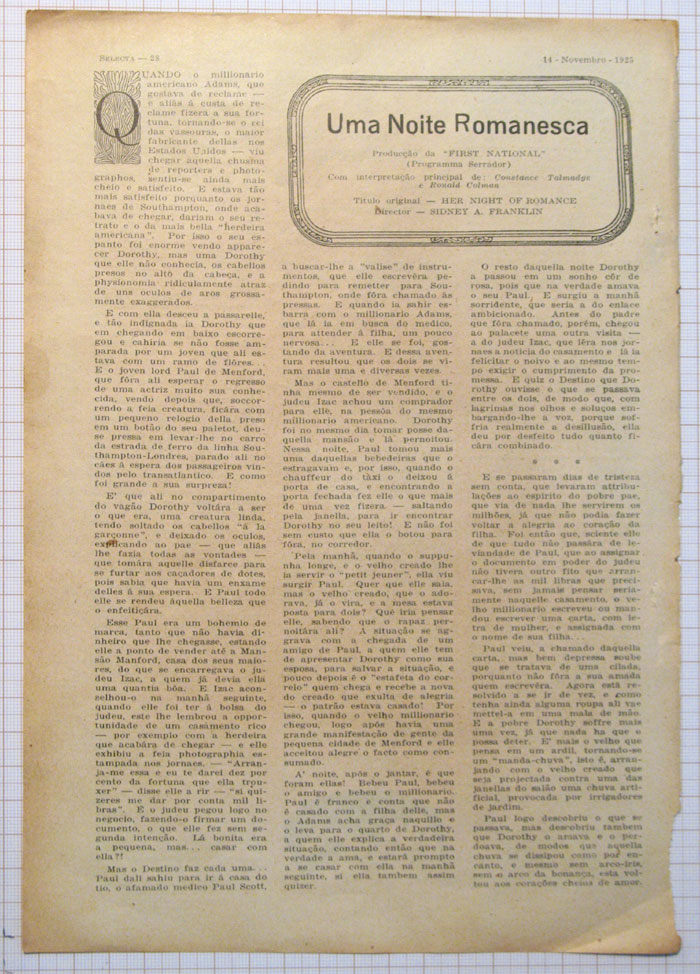 SELECTA — 28
14 - Novembro - 1925
Uma Noite Romanesca
Producção da "FIRST NATIONAL"
(Programma Serrador)
Com interpretação principal de: Constance Talmadge
e Ronald Colman
Titulo original — HER NIGHT OF ROMANCE
Director — SIDNEY A. FRANKLIN
QUANDO o millionario
americano Adams, que
gostava de reclame —
e aliás á custa de re-
clame fizera a sua for-
tuna, tornando-se o rei
das vassouras, o maior
fabricante dellas nos
Estados Unidos — viu
chegar aquella chusma
de reporters e photo-
graphos, sentiu-se ainda mais
cheio e satisfeito. E estava tão
mais satisfeito porquanto os jor-
naes de Southampton, onde aca-
bava de chegar, dariam o seu re-
trato e o da mais bella "herdeira
americana". Por isso o seu es-
panto foi enorme vendo apparе-
cer Dorothy, mas uma Dorothy
que elle não conhecia, os cabellos
presos no alto da cabeça, e a
physionomia ridiculamente atraz
de uns oculos de aros grossa-
mente exaggerados.
E com ella desceu a passarelle,
e tão indignada ia Dorothy que
em chegando em baixo escorre-
gou e cahiria se não fosse am-
parada por um joven que ali es-
tava com um ramo de flôres...
E o joven lord Paul de Menford,
que fôra ali esperar o regresso
de uma actriz muito sua conhe-
cida, vendo depois que, soccor-
rendo a feia creatura, ficára com
um pequeno relogio della preso
em um botão do seu paletot, deu-
se pressa em levar-lhe no carro
da estrada de ferro da linha Sou-
thampton-Londres, parado ali no
cáes á espera dos passageiros vin-
dos pelo transatlantico. E como
foi grande a sua surpreza!
E' que ali no compartimento
do vagão Dorothy voltára a ser
o que era, uma creatura linda,
tendo soltado os cabellos "á la
garçonne", e deixado os oculos,
explicando ao pae — que aliás
lhe fazia todas as vontades —
que tomára aquelle disfarce para
se furtar aos caçadores de dotes,
pois sabia que havia um enxame
delles á sua espera. E Paul todo
elle se rendeu áquella belleza que
o enfeitiçára.
Esse Paul era um bohemio de
marca, tanto que não havia di-
nheiro que lhe chegasse, estando
elle a ponto de vender até a Man-
são Manford, casa dos seus maio-
res, do que se encarregava o ju-
deu Izac, a quem já devia ella
uma quantia bôa. E Izac acon-
selhou-o na manhã seguinte,
quando elle foi ter á bolsa do
judeu, este lhe lembrou a oppor-
tunidade de um casamento rico
— por exemplo com a herdeira
que acabára de chegar — e elle
exhibiu a feia photographia es-
tampada nos jornaes. — "Arran-
ja-me essa e eu te darei dez por
cento da fortuna que ella trou-
xer" — disse elle a rir — "si qui-
zeres me dar por conta mil li-
bras". E o judeu pegou logo no
negocio, fazendo-o firmar um do-
cumento, o que elle fez sem se-
gunda intenção. Lá bonita era
a pequena, mas... casar com
ella?!
Mas o Destino faz cada uma...
Paul dali sahio para ir á casa do
tio, o afamado medico Paul Scott,
a buscar-lhe a "valise" de instru-
mentos, que elle escrevêra pe-
dindo para remetter para Sou-
thampton, onde fôra chamado ás
pressas. E quando ia sahir es-
barra com o millionario Adams,
que lá ia em busca do medico,
para attender á filha, um pouco
nervosa... E elle se foi, gos-
tando da aventura. E dessa aven-
tura resultou que os dois se vi-
ram mais uma e diversas vezes.
Mas o castello de Menford ti-
nha mesmo de ser vendido, e o
judeu Izac achou um comprador
para elle, na pessôa do mesmo
millionario americano. Dorothy
foi no mesmo dia tomar posse da-
quella mansão e lá pernoitou.
Nessa noite, Paul tomou mais
uma daquellas bebedeiras que o
estragavam e, por isso, quando o
chauffeur do táxi o deixou á
porta de casa, e encontrando a
porta fechada fez elle o que mais
de uma vez fizera — saltando
pela janella, para ir encontrar
Dorothy no seu leito! E não foi
sem custo que ella o botou para
fóra, no corredor.
Pela manhã, quando o suppu-
nha longe, e o velho creado lhe
ia servir o "petit jeuner", ella viu
surgir Paul. Quer que elle saia,
mas o velho creado, que o ado-
rava, já o vira, e a mesa estava
posta para dois? Que iria pensar
elle, sabendo que o rapaz per-
noitára ali? A situação se ag-
grava com a chegada de um
amigo de Paul, a quem elle tem
de apresentar Dorothy como sua
esposa, para salvar a situação, e
pouco depois é o "estafeta do cor-
reio" quem chega e recebe a nova
do creado que exulta de alegria
— o patrão estava casado! Por
isso, quando o velho millionario
chegou, logo após havia uma
grande manifestação de gente da
pequena cidade de Menford e elle
acceitou alegre o facto como con-
sumado.
A' noite, após o jantar, é que
foram ellas! Bebeu Paul, bebeu
o amigo e bebeu o millionario.
Paul é franco e conta que não
é casado com a filha delle, mas
o Adams acha graça naquillo e
o leva para o quarto de Dorothy,
a quem elle explica a verdadeira
situação, contando então que na
verdade a ama, e estará prompto
a se casar com ella na manhã
seguinte, si ella tambem assim
quizer.
O resto daquella noite Dorothy
a passou em um sonho côr de
rosa, pois que na verdade amava
o seu Paul. E surgiu a manhã
sorridente, que seria a do enlace
ambicionado. Antes do padre
que fôra chamado, porém, chegou
ao palacete uma outra visita —
a do judeu Izac, que lêra nos jor-
naes a noticia do casamento e lá ia
felicitar o noivo e ao mesmo tem-
po exigir o cumprimento da pro-
messa. E quiz o Destino que Do-
rothy ouvisse o que se passava
entre os dois, de modo que, com
lagrimas nos olhos e soluços em-
bargando-lhe a voz, porque sof-
fria realmente a desillusão, ella
deu por desfeito tudo quanto fi-
cára combinado.
* * *
E se passaram dias de tristeza
sem conta, que levaram attribu-
lações ao espirito do pobre pae,
que via de nada lhe servirem os
milhões, já que não podia fazer
voltar a alegria ao coração da
filha. Foi então que, sciente elle
de que tudo não passára de le-
viandade de Paul, que ao assignar
o documento em poder do judeu
não tivera outro fito que arran-
car-lhe as mil libras que preci-
sava, sem jamais pensar seria-
mente naquelle casamento, o ve-
lho millionario escreveu ou man-
dou escrever uma carta, com le-
tra de mulher, e assignada com
o nome de sua filha...
Paul veiu, a chamado daquella
carta, mas bem depressa soube
que se tratava de uma cilada,
porquanto não fôra a sua amada
quem escrevêra. Agora está re-
solvido a se ir de vez, e como
tenha ainda alguma roupa ali vae
mettel-a em uma mala de mão.
E a pobre Dorothy soffre mais
uma vez, já que nada ha que o
possa deter. E' mais o velho que
pensa em um ardil, tornando-se
um "manda-chuva", isto é, arran-
jando com o velho creado que
seja projectada contra uma das
janellas do salão uma chuva arti-
ficial, provocada por irrigadores
de jardim.
Paul logo descobriu o que se
passava, mas descobriu tambem
que Dorothy o amava e o per-
doava, de modos que aquella
chuva se dissipou como por en-
canto, e mesmo sem arco-iris,
sem o arco da bonança, esta vol-
tou aos corações cheios de amor.